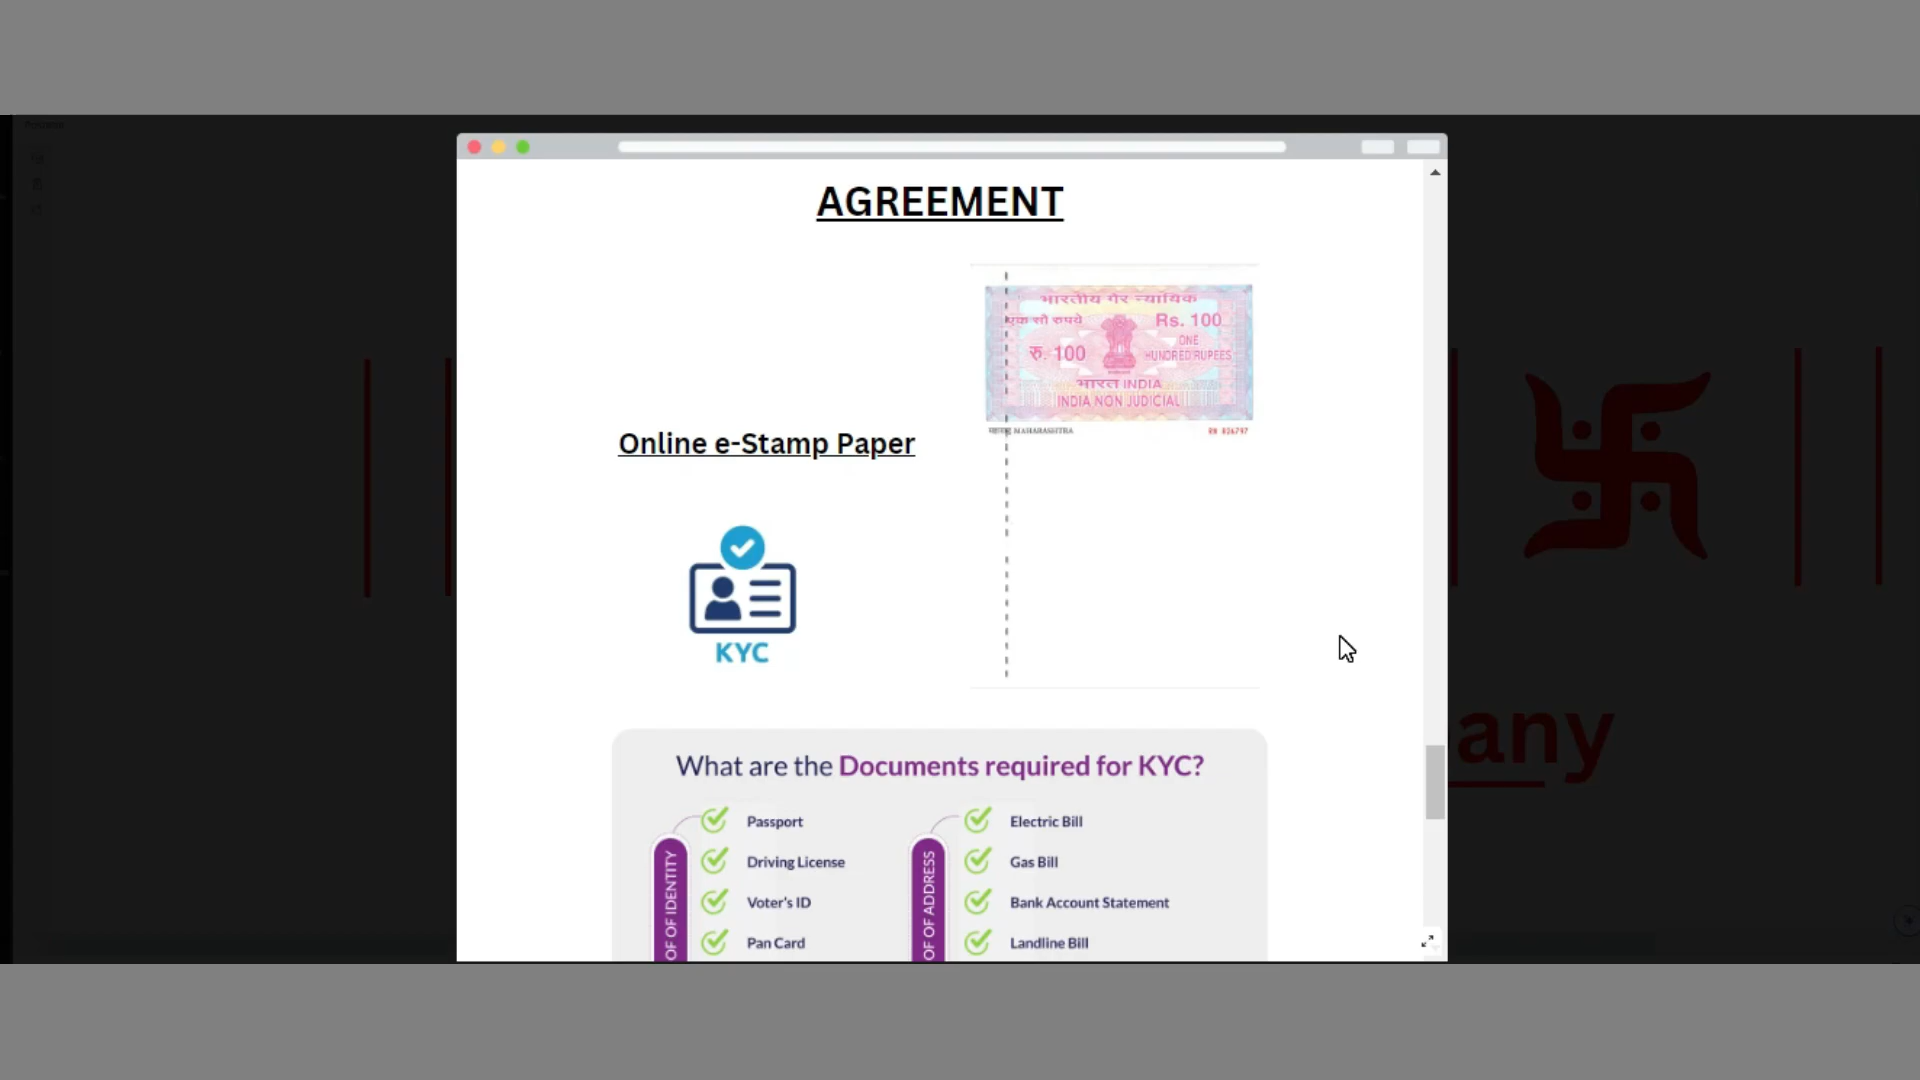 AGREEMENT
भारतीय गैर न्यायिक
एक सौ रुपये
Rs. 100
रु. 100
ONE
HUNDRED RUPEES
भारत INDIA
INDIA NON JUDICIAL
MAHARASHTRA
Online e-Stamp Paper
KYC
any
What are the Documents required for KYC?
OF OF IDENTITY
Passport
Driving License
Voter's ID
Pan Card
OF OF ADDRESS
Electric Bill
Gas Bill
Bank Account Statement
Landline Bill